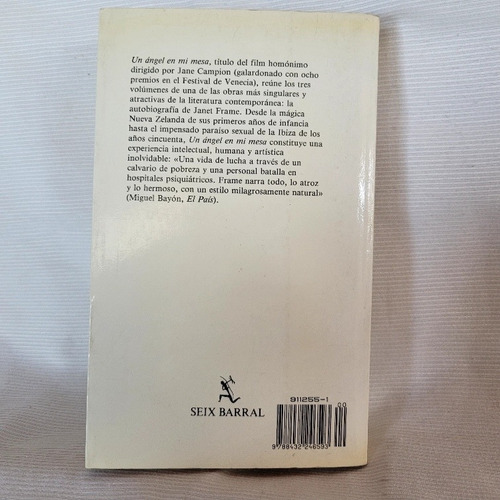 Un ángel en mi mesa, título del film homónimo
dirigido por Jane Campion (galardonado con ocho
premios en el Festival de Venecia), reúne los tres
volúmenes de una de las obras más singulares y
atractivas de la literatura contemporánea: la
autobiografía de Janet Frame. Desde la mágica
Nueva Zelanda de sus primeros años de infancia
hasta el impensado paraíso sexual de la Ibiza de los
años cincuenta, Un ángel en mi mesa constituye una
experiencia intelectual, humana y artística
inolvidable: «Una vida de lucha a través de un
calvario de pobreza y una personal batalla en
hospitales psiquiátricos. Frame narra todo, lo atroz
y lo hermoso, con un estilo milagrosamente natural»
(Miguel Bayón, El País).
SEIX BARRAL
911255-1
00
9788432246593